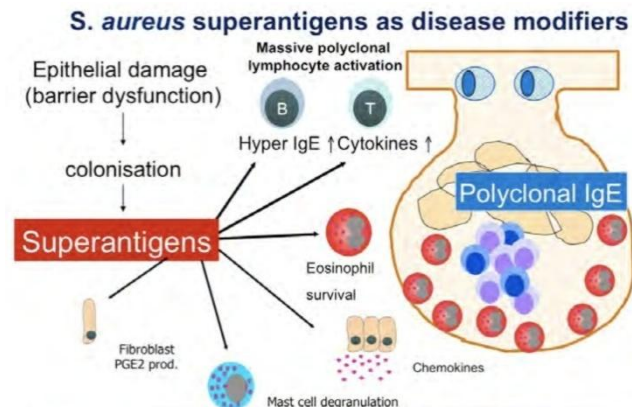 S. aureus superantigens as disease modifiers
Massive polyclonal
lymphocyte activation
Epithelial damage
(barrier dysfunction)
B
T
Hyper IgE ↑
Cytokines ↑
colonisation
Polyclonal IgE
Superantigens
Eosinophil
survival
Fibroblast
PGE2 prod.
Chemokines
Mast cell degranulation